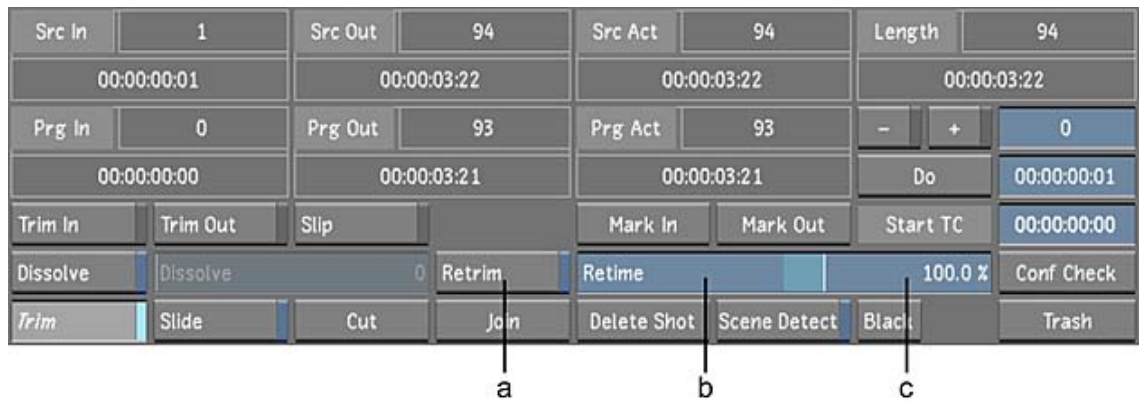 Src In 1 Src Out 94 Src Act 94 Length 94
00:00:00:01 00:00:03:22 00:00:03:22 00:00:03:22
Prg In 0 Prg Out 93 Prg Act 93 - + 0
00:00:00:00 00:00:03:21 00:00:03:21 Do 00:00:00:01
Trim In Trim Out Slip Mark In Mark Out Start TC 00:00:00:00
Dissolve Dissolve 0 Retrim Retime 100.0 % Conf Check
Trim Slide Cut Join Delete Shot Scene Detect Black Trash
a b c